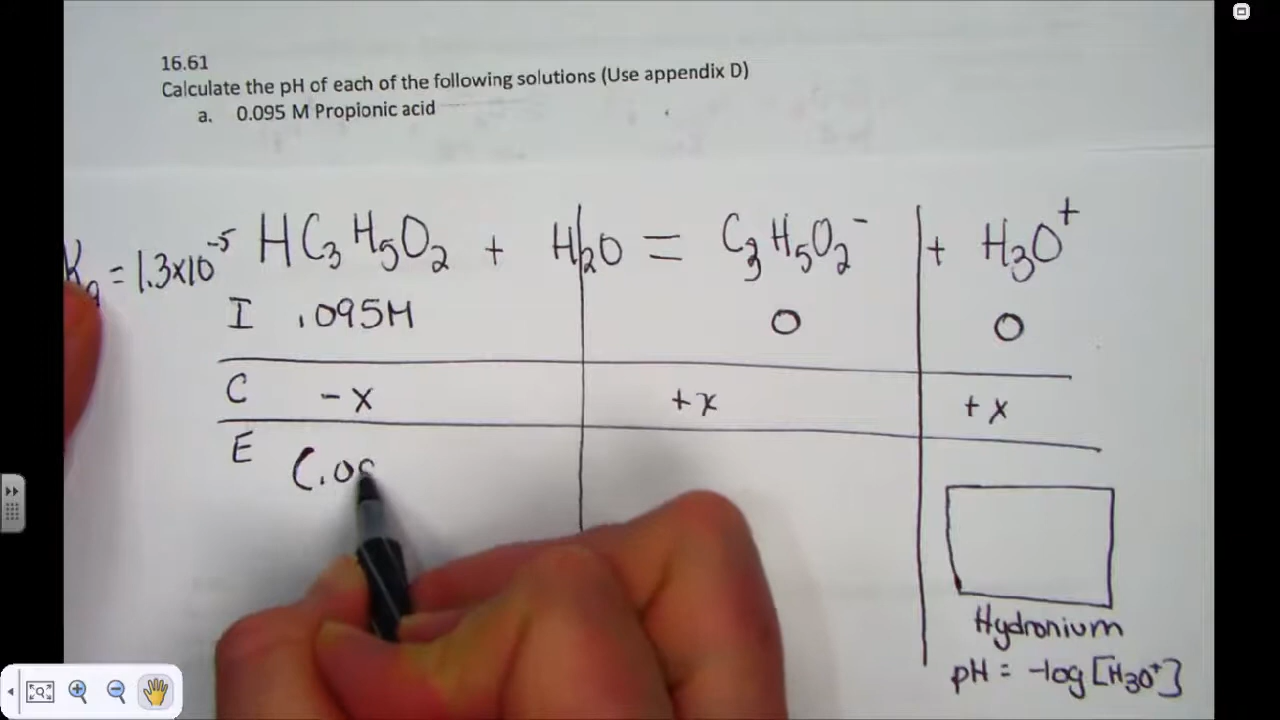 16.61
Calculate the pH of each of the following solutions (Use appendix D)
a. 0.095 M Propionic acid
Ka = 1.3x10⁻⁵ HC₃H₅O₂ + H₂O = C₃H₅O₂⁻ + H₃O⁺
I .095M 0 0
C -x +x +x
E (.09
Hydronium
pH = -log [H₃O⁺]